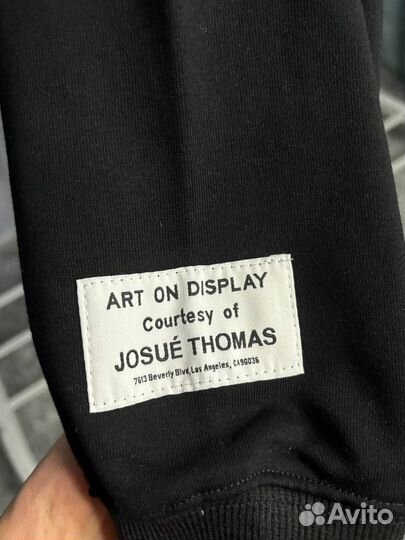 ART ON DISPLAY
Courtesy of
JOSUÉ THOMAS
7613 Beverly Blvd, Los Angeles, CA90036
Avito